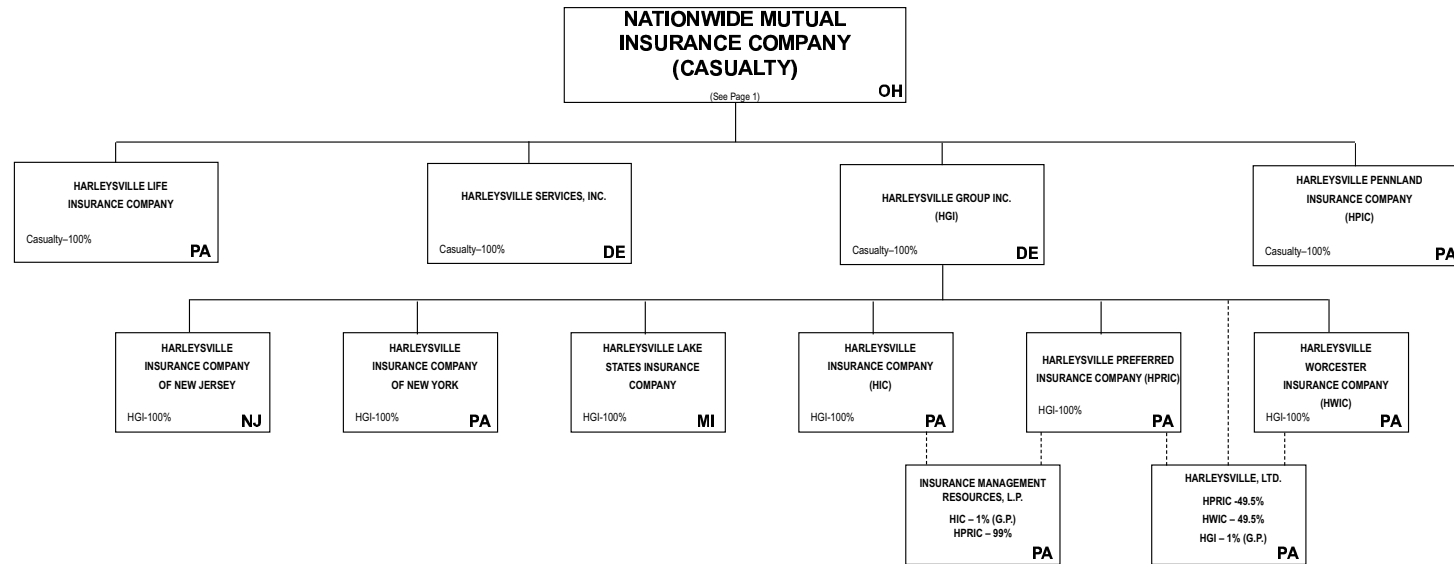 NATIONWIDE MUTUAL
INSURANCE COMPANY
(CASUALTY)
(See Page 1)
OH
HARLEYSVILLE LIFE
INSURANCE COMPANY
Casualty–100%
PA
HARLEYSVILLE SERVICES, INC.
Casualty–100%
DE
HARLEYSVILLE GROUP INC.
(HGI)
Casualty–100%
DE
HARLEYSVILLE PENNLAND
INSURANCE COMPANY
(HPIC)
Casualty–100%
PA
HARLEYSVILLE
INSURANCE COMPANY
OF NEW JERSEY
HGI-100%
NJ
HARLEYSVILLE
INSURANCE COMPANY
OF NEW YORK
HGI-100%
PA
HARLEYSVILLE LAKE
STATES INSURANCE
COMPANY
HGI-100%
MI
HARLEYSVILLE
INSURANCE COMPANY
(HIC)
HGI-100%
PA
HARLEYSVILLE PREFERRED
INSURANCE COMPANY (HPRIC)
HGI-100%
PA
HARLEYSVILLE
WORCESTER
INSURANCE COMPANY
(HWIC)
HGI-100%
PA
INSURANCE MANAGEMENT
RESOURCES, L.P.
HIC – 1% (G.P.)
HPRIC – 99%
PA
HARLEYSVILLE, LTD.
HPRIC -49.5%
HWIC – 49.5%
HGI – 1% (G.P.)
PA